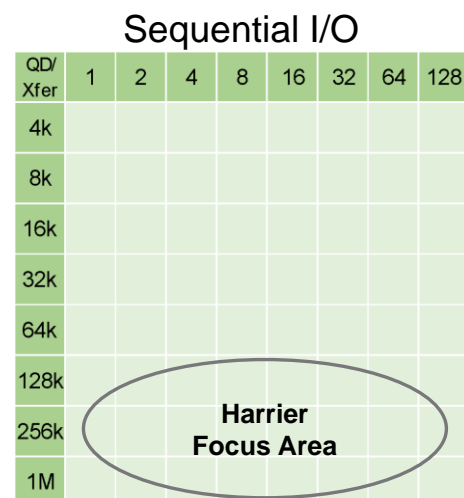 Sequential I/O
QD/
Xfer 1 2 4 8 16 32 64 128
4k
8k
16k
32k
64k
128k
256k
1M
Harrier
Focus Area